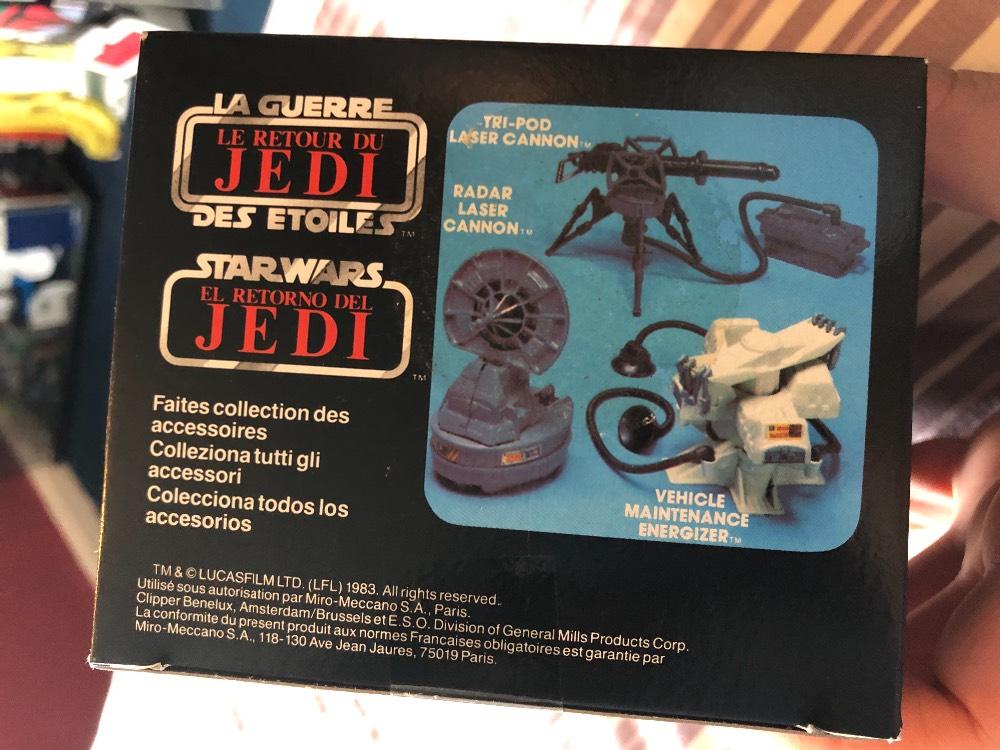 LA GUERRE
LE RETOUR DU
JEDI
DES ETOILES TM
STAR WARS
EL RETORNO DEL
JEDI
TM
Faites collection des
accessoires
Colleziona tutti gli
accessori
Colecciona todos los
accesorios
TRI-POD
LASER CANNON TM
RADAR
LASER
CANNON TM
VEHICLE
MAINTENANCE
ENERGIZER TM
TM & © LUCASFILM LTD. (LFL) 1983. All rights reserved.
Utilisé sous autorisation par Miro-Meccano S.A., Paris.
Clipper Benelux, Amsterdam/Brussels et E.S.O. Division of General Mills Products Corp.
La conformite du present produit aux normes Francaises obligatoires est garantie par
Miro-Meccano S.A., 118-130 Ave Jean Jaures, 75019 Paris.